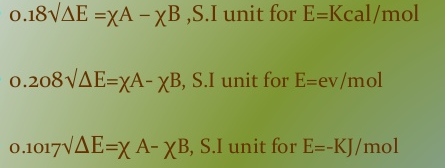 0.18√ΔE =χA – χB ,S.I unit for E=Kcal/mol
0.208√ΔE=χA- χB, S.I unit for E=ev/mol
0.1017√ΔE=χ A- χB, S.I unit for E=-KJ/mol